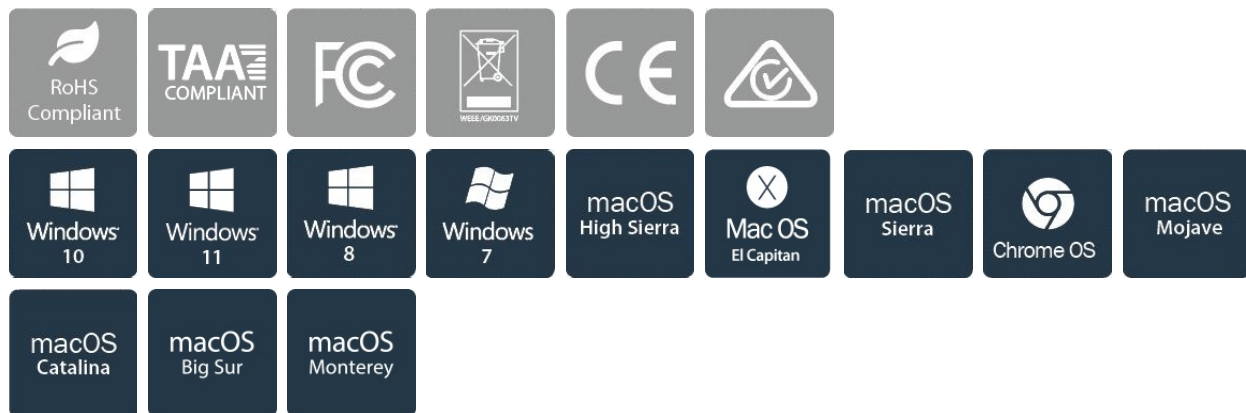 RoHS
Compliant
TAA
COMPLIANT
FC
WEEE/GK0083TV
CE
Windows
10
Windows
11
Windows
8
Windows
7
macOS
High Sierra
X
Mac OS
El Capitan
macOS
Sierra
Chrome OS
macOS
Mojave
macOS
Catalina
macOS
Big Sur
macOS
Monterey